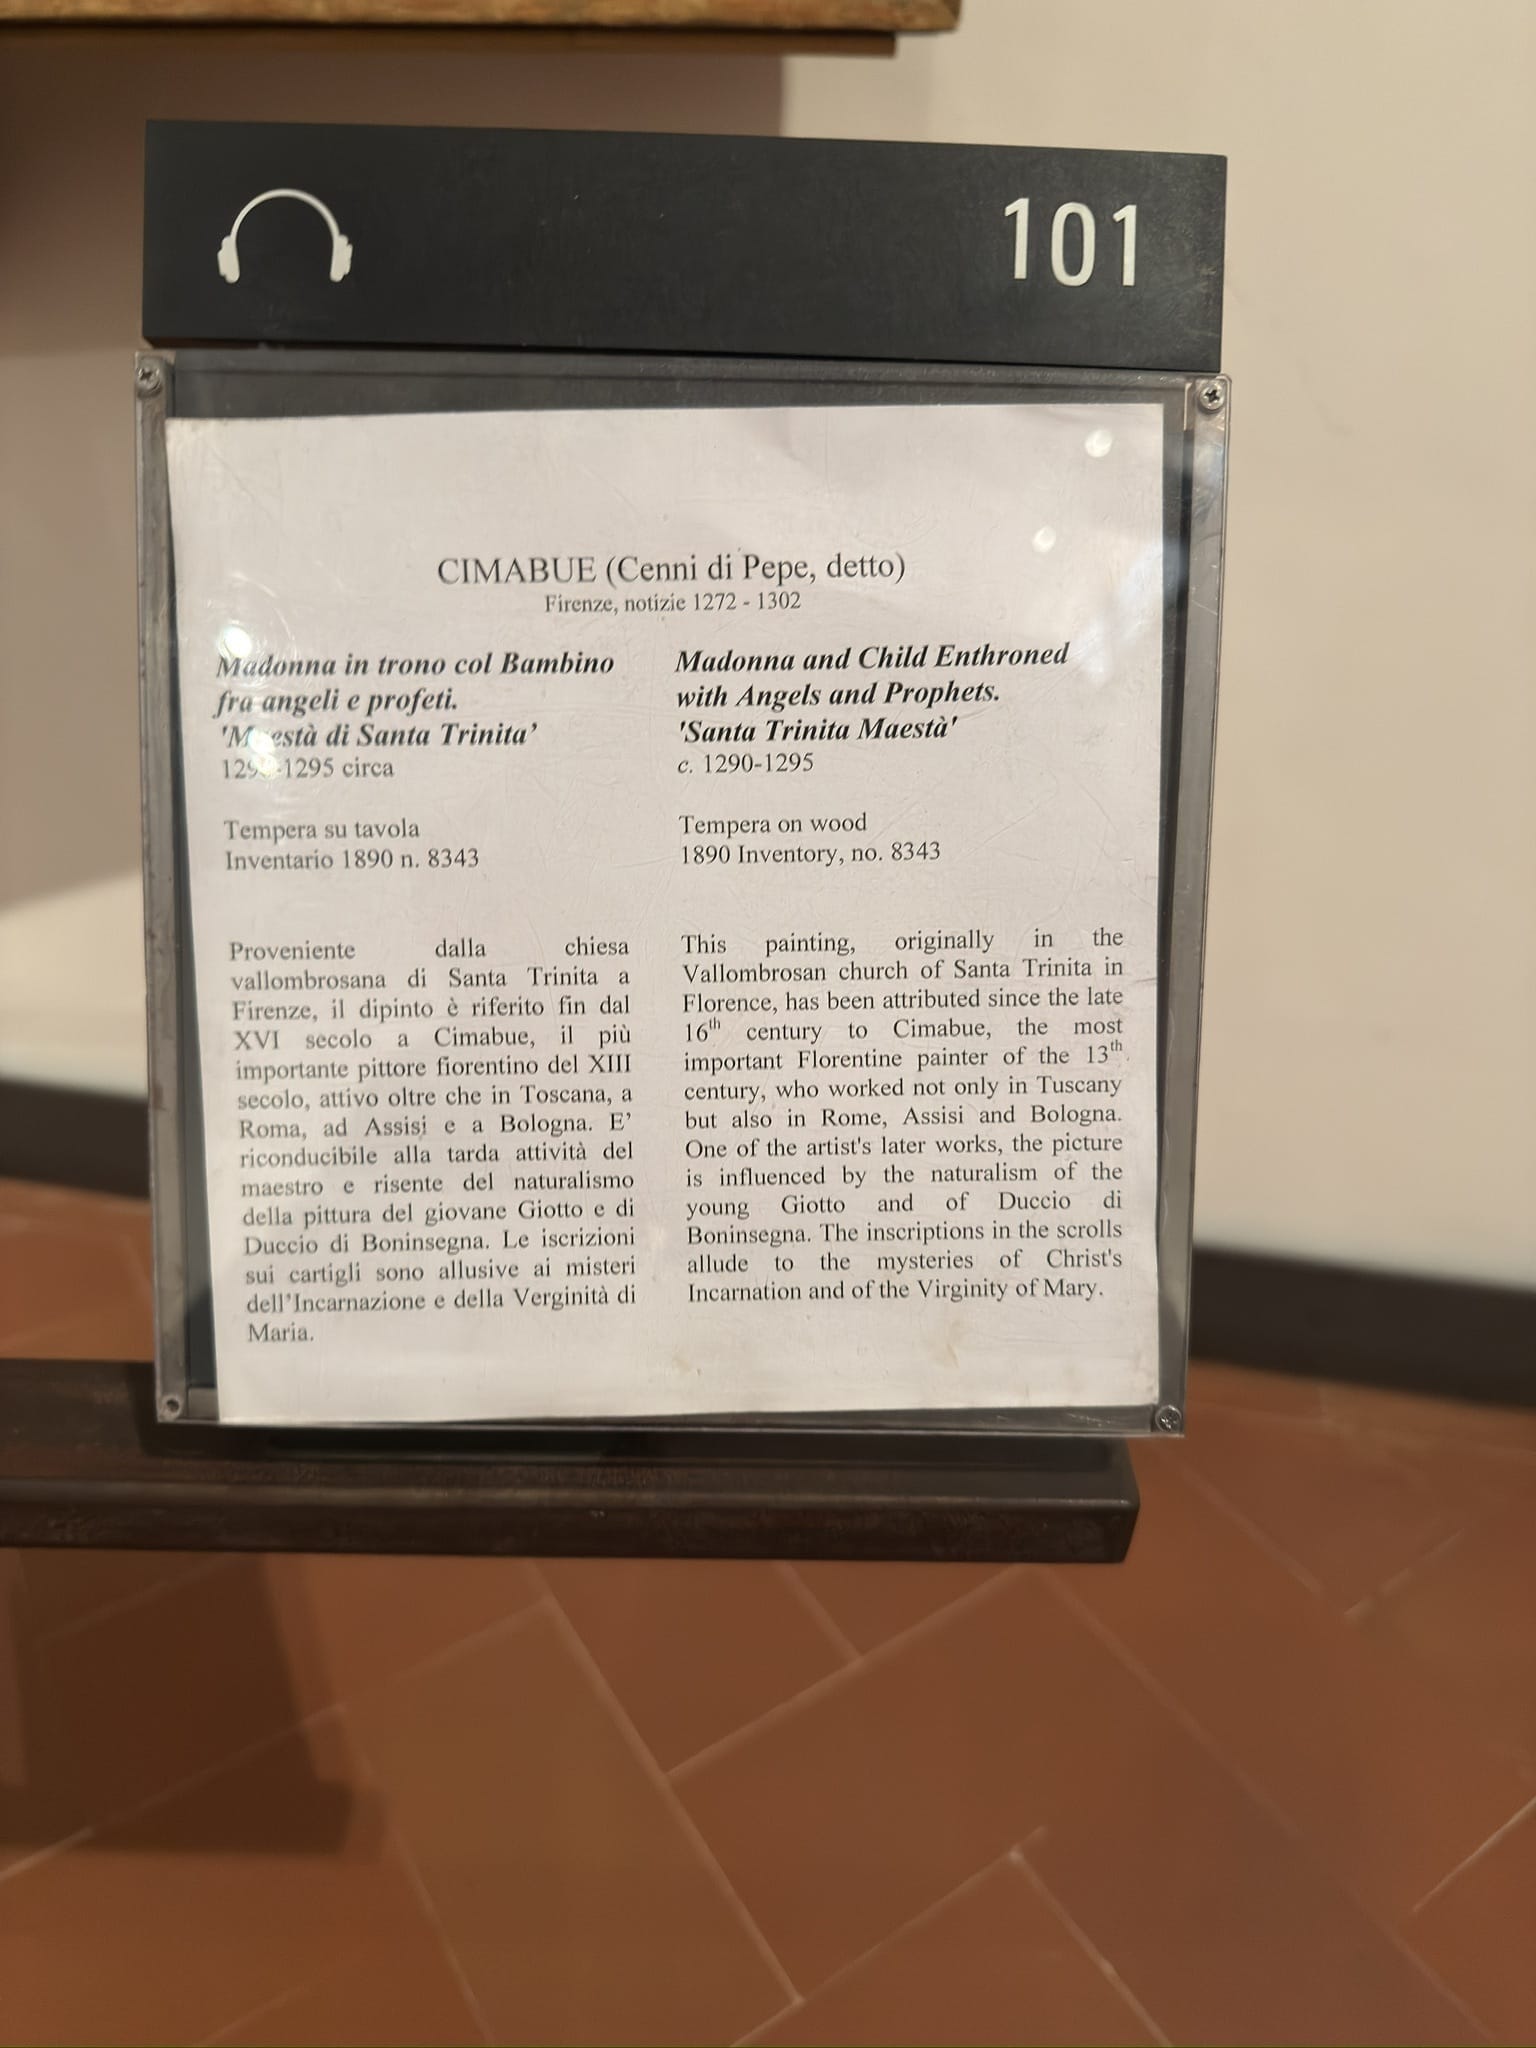 101
CIMABUE (Cenni di Pepe, detto)
Firenze, notizie 1272 - 1302
Madonna in trono col Bambino
fra angeli e profeti.
'Maestà di Santa Trinita’
1290-1295 circa
Tempera su tavola
Inventario 1890 n. 8343
Proveniente dalla chiesa
vallombrosana di Santa Trinita a
Firenze, il dipinto è riferito fin dal
XVI secolo a Cimabue, il più
importante pittore fiorentino del XIII
secolo, attivo oltre che in Toscana, a
Roma, ad Assisi e a Bologna. E’
riconducibile alla tarda attività del
maestro e risente del naturalismo
della pittura del giovane Giotto e di
Duccio di Boninsegna. Le iscrizioni
sui cartigli sono allusive ai misteri
dell’Incarnazione e della Verginità di
Maria.
Madonna and Child Enthroned
with Angels and Prophets.
'Santa Trinita Maestà'
c. 1290-1295
Tempera on wood
1890 Inventory, no. 8343
This painting, originally in the
Vallombrosan church of Santa Trinita in
Florence, has been attributed since the late
16th century to Cimabue, the most
important Florentine painter of the 13th
century, who worked not only in Tuscany
but also in Rome, Assisi and Bologna.
One of the artist's later works, the picture
is influenced by the naturalism of the
young Giotto and of Duccio di
Boninsegna. The inscriptions in the scrolls
allude to the mysteries of Christ's
Incarnation and of the Virginity of Mary.